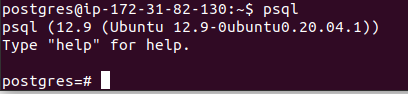 postgres@ip-172-31-82-130:~$ psql
psql (12.9 (Ubuntu 12.9-0ubuntu0.20.04.1))
Type "help" for help.
postgres=#